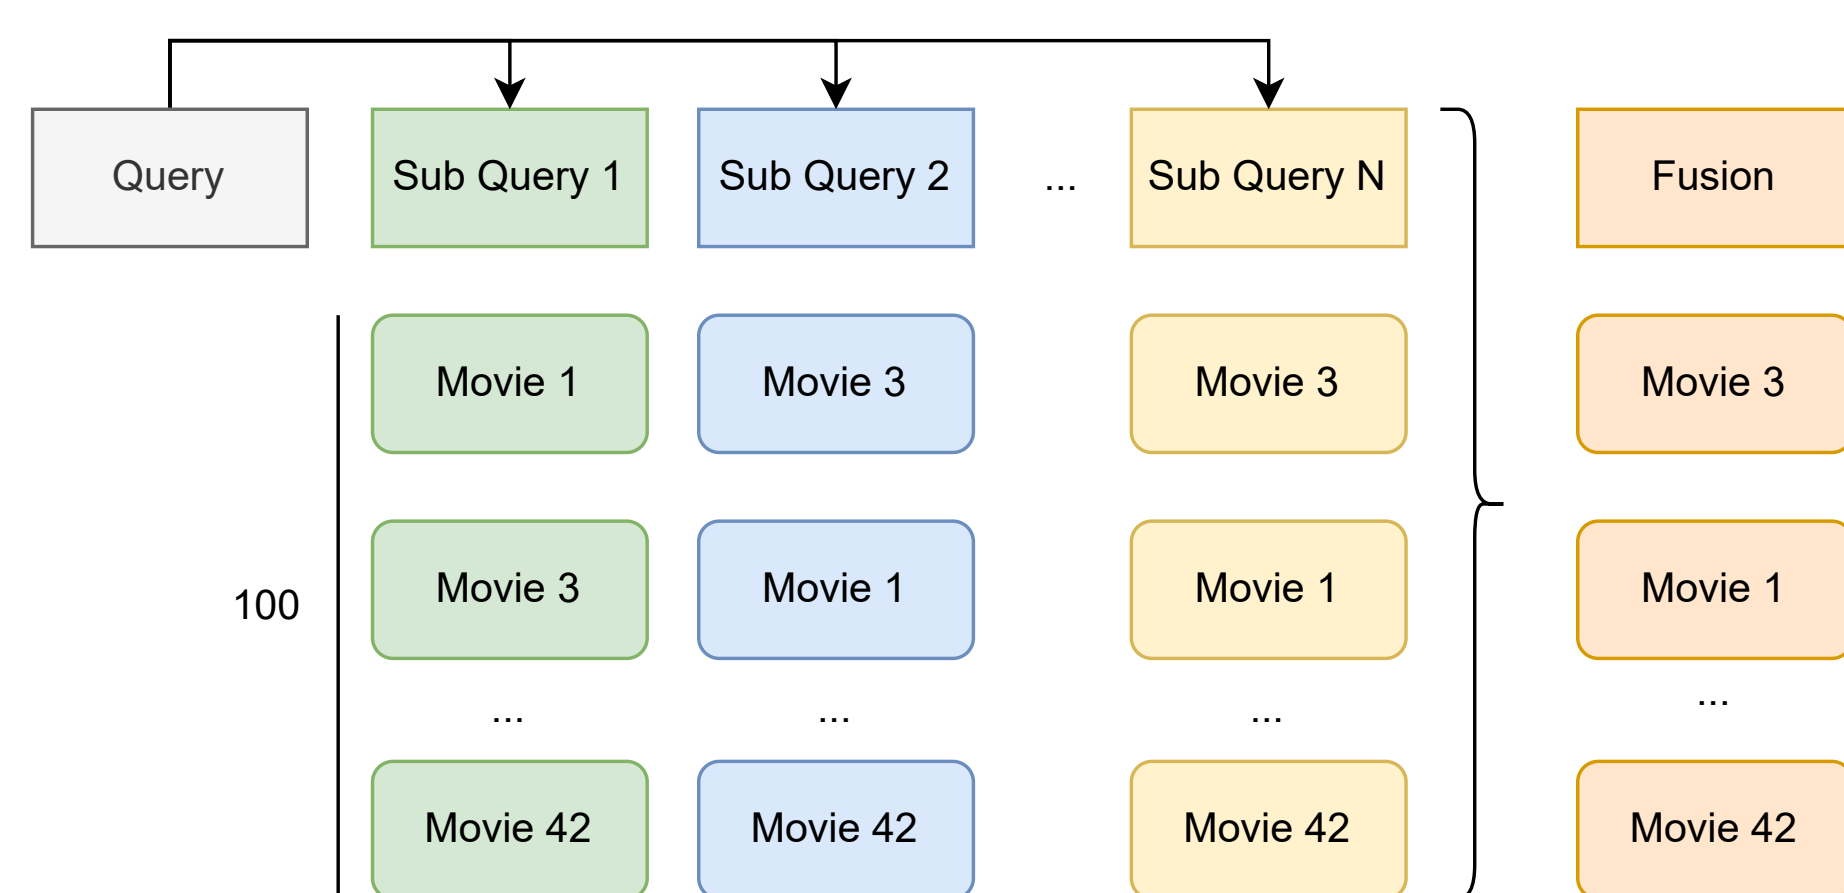 Query
Sub Query 1
Sub Query 2
...
Sub Query N
Fusion
Movie 1
Movie 3
Movie 3
Movie 3
100
Movie 3
Movie 1
Movie 1
Movie 1
...
...
...
...
Movie 42
Movie 42
Movie 42
Movie 42